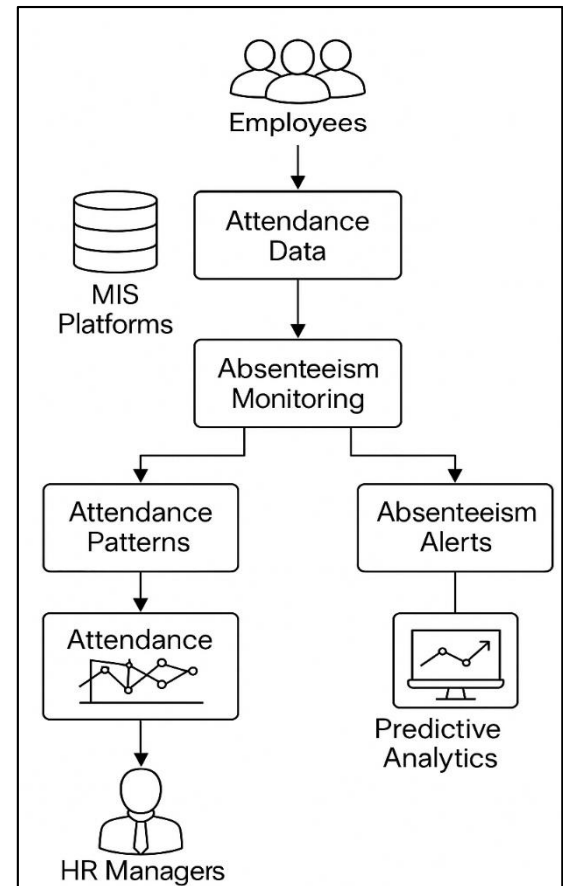 Employees
Attendance
Data
MIS
Platforms
Absenteeism
Monitoring
Attendance
Patterns
Absenteeism
Alerts
Attendance
Predictive
Analytics
HR Managers